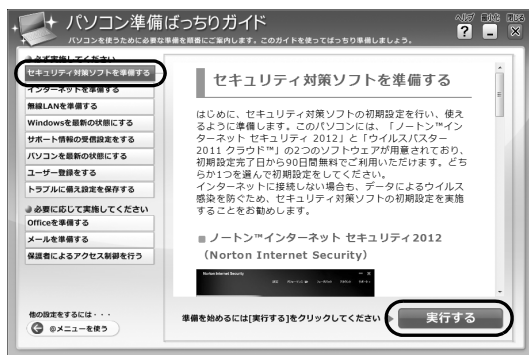 パソコン準備ばっちりガイド
パソコンを使うために必要な準備を順番にご案内します。このガイドを使ってばっちり準備しましょう。
ヘルプ 最小化 閉じる
必ず実施してください
セキュリティ対策ソフトを準備する
インターネットを準備する
無線LANを準備する
Windowsを最新の状態にする
サポート情報の受信設定をする
パソコンを最新の状態にする
ユーザー登録をする
トラブルに備え設定を保存する
必要に応じて実施してください
Officeを準備する
メールを準備する
保護者によるアクセス制御を行う
他の設定をするには・・・
@メニューを使う
セキュリティ対策ソフトを準備する
はじめに、セキュリティ対策ソフトの初期設定を行い、使え
るように準備します。このパソコンには、「ノートン™イン
ターネット セキュリティ 2012」と「ウイルスバスター
2011 クラウド™」の2つのソフトウェアが用意されており、
初期設定完了日から90日間無料でご利用いただけます。どち
らか1つを選んで初期設定をしてください。
インターネットに接続しない場合も、データによるウイルス
感染を防ぐため、セキュリティ対策ソフトの初期設定を実施
することをお勧めします。
■ ノートン™インターネット セキュリティ2012
（Norton Internet Security）
Norton Internet Security
準備を始めるには[実行する]をクリックしてください
実行する